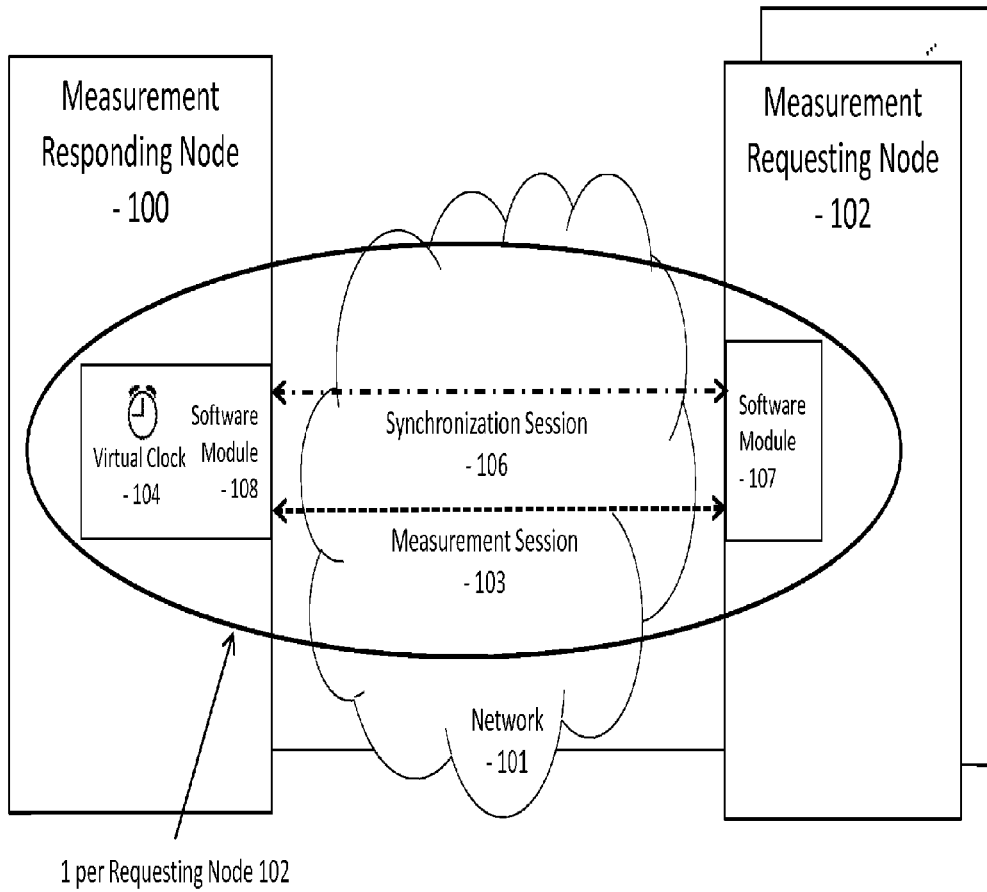 Measurement
Responding Node
- 100
Measurement
Requesting Node
- 102
Virtual Clock
- 104
Software
Module
- 108
Synchronization Session
- 106
Software
Module
- 107
Measurement Session
- 103
Network
- 101
1 per Requesting Node 102